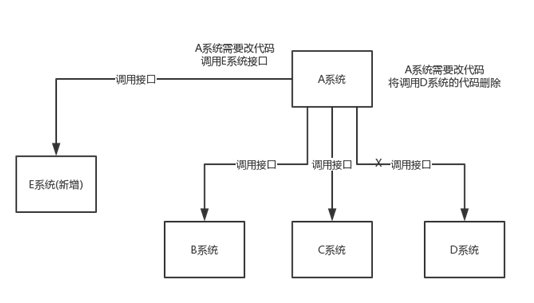 A系统需要改代码
调用E系统接口
A系统
A系统需要改代码
将调用D系统的代码删除
调用接口
调用接口
调用接口
X
调用接口
E系统(新增)
B系统
C系统
D系统